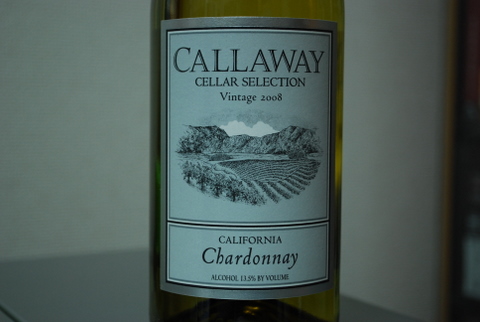 CALLAWAY
CELLAR SELECTION
Vintage 2008
CALIFORNIA
Chardonnay
ALCOHOL 13.5% BY VOLUME